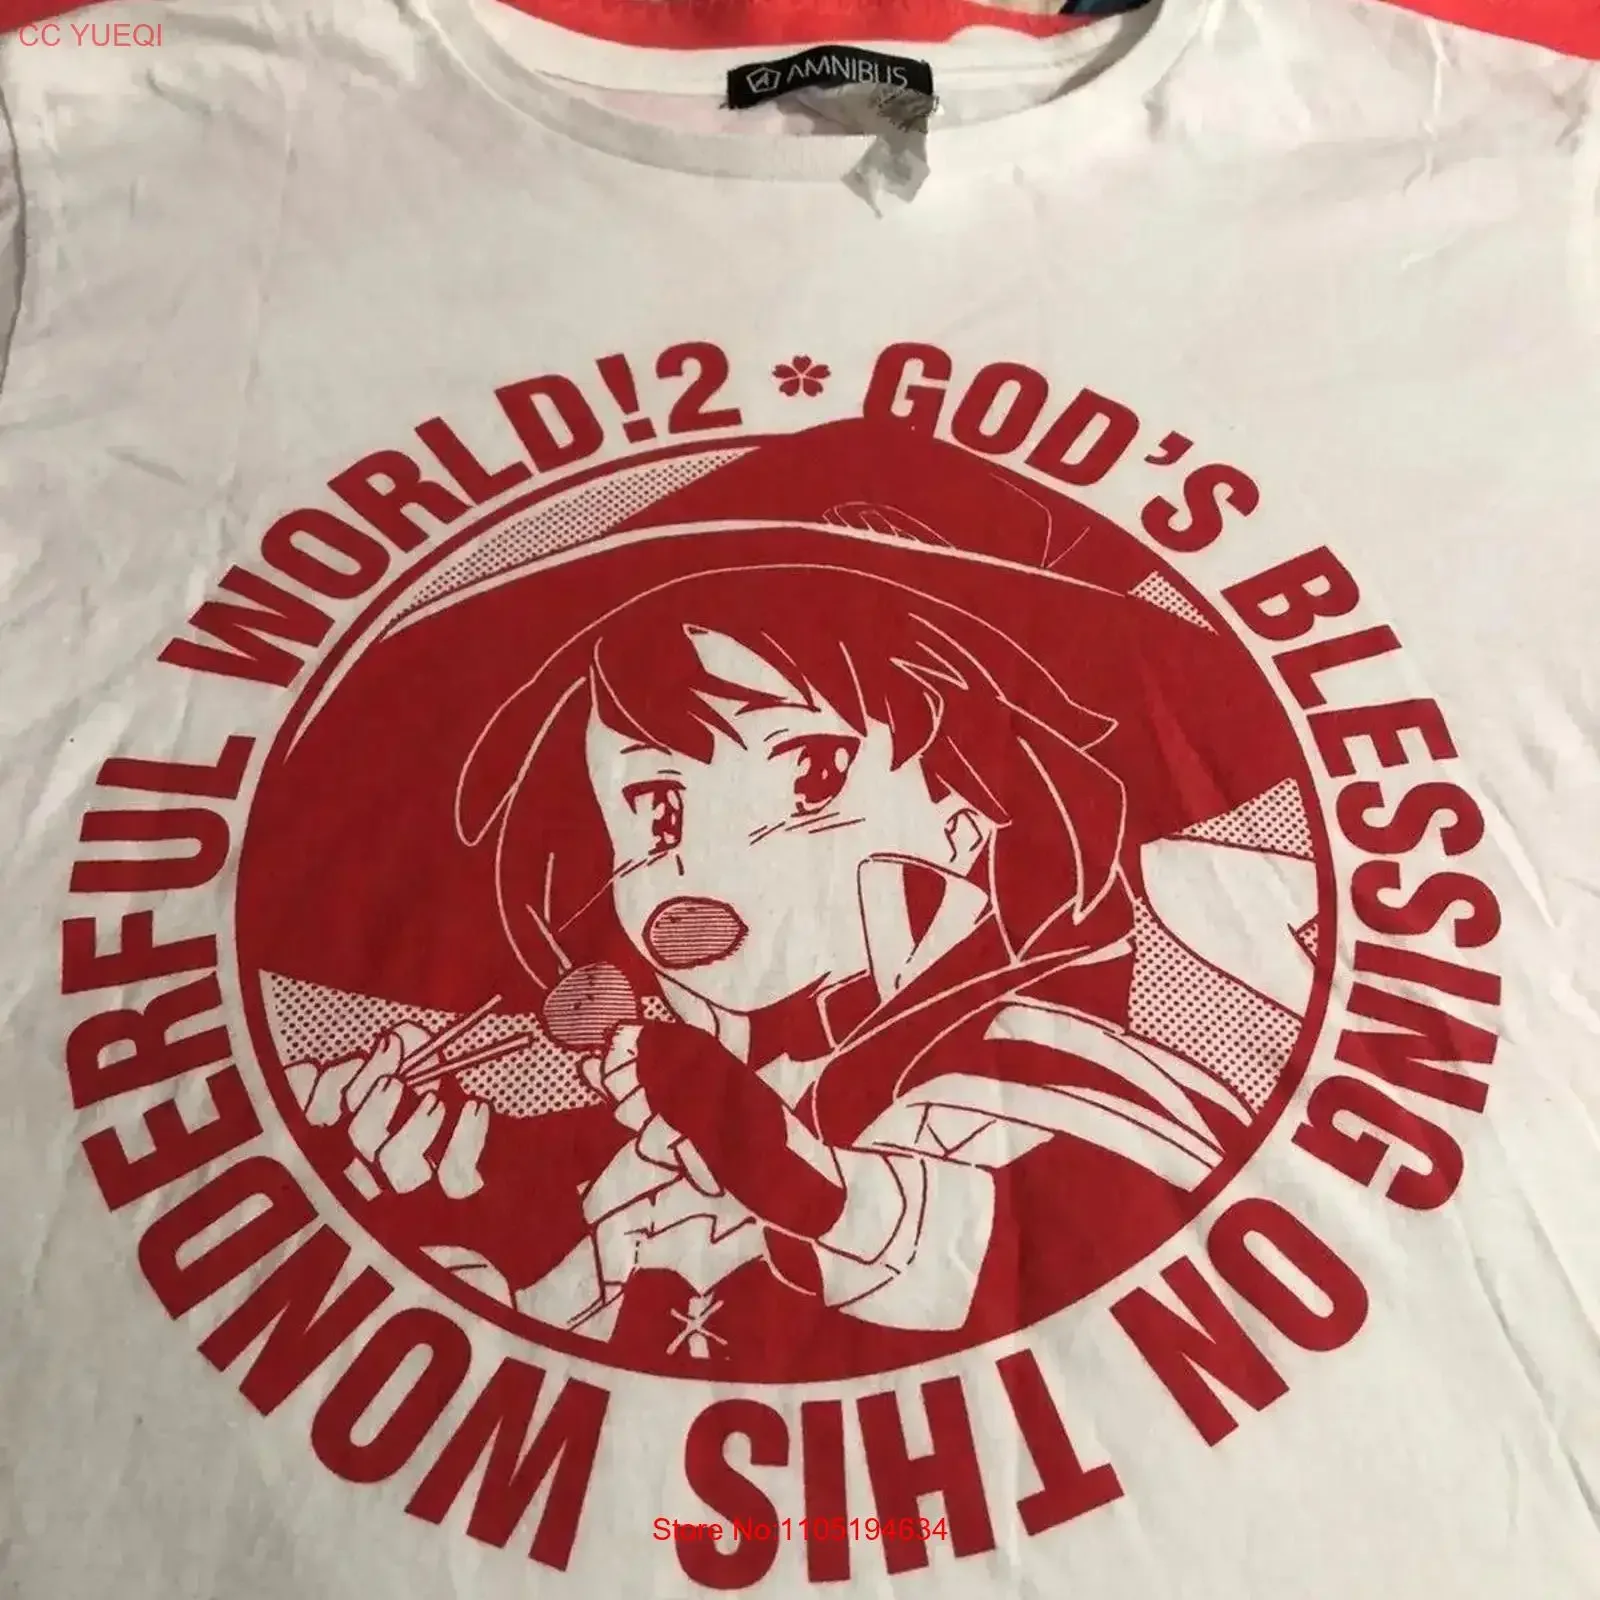 CC YUEQI
AMNIBUS
GOD'S BLESSING ON THIS WONDERFUL WORLD!2
Store No:1105194634